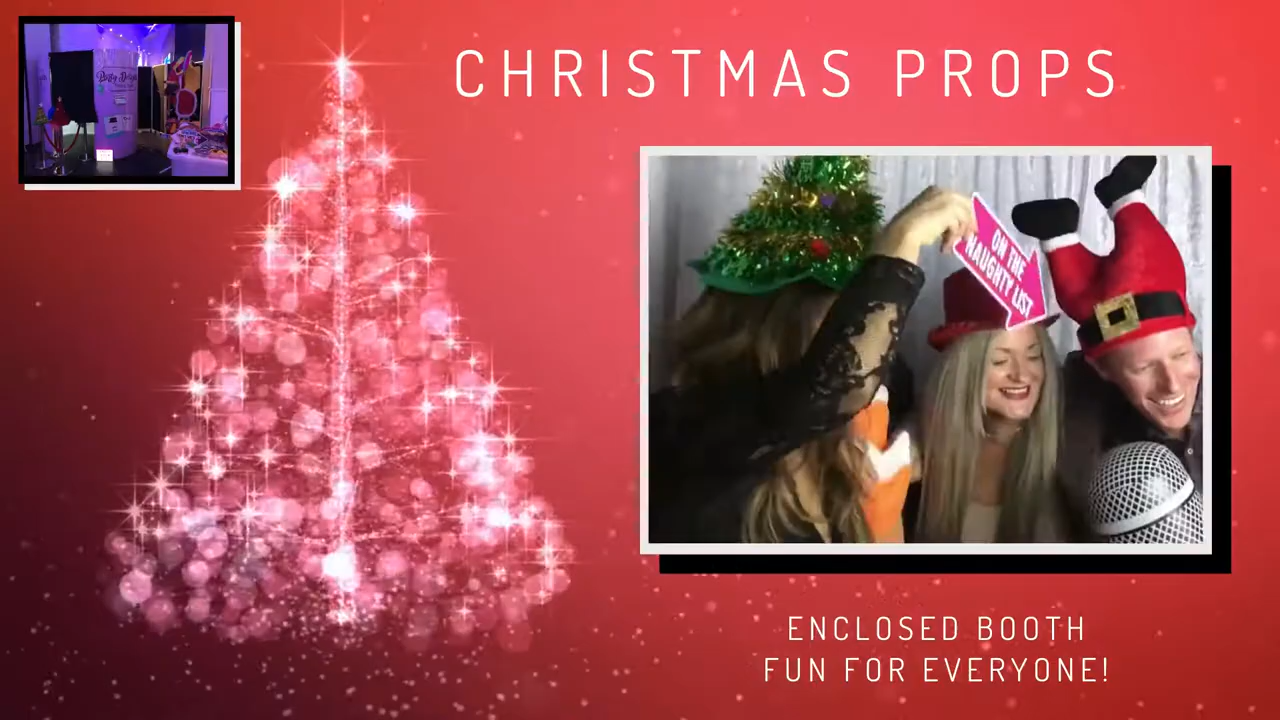 CHRISTMAS PROPS
ON THE
NAUGHTY LIST
ENCLOSED BOOTH
FUN FOR EVERYONE!